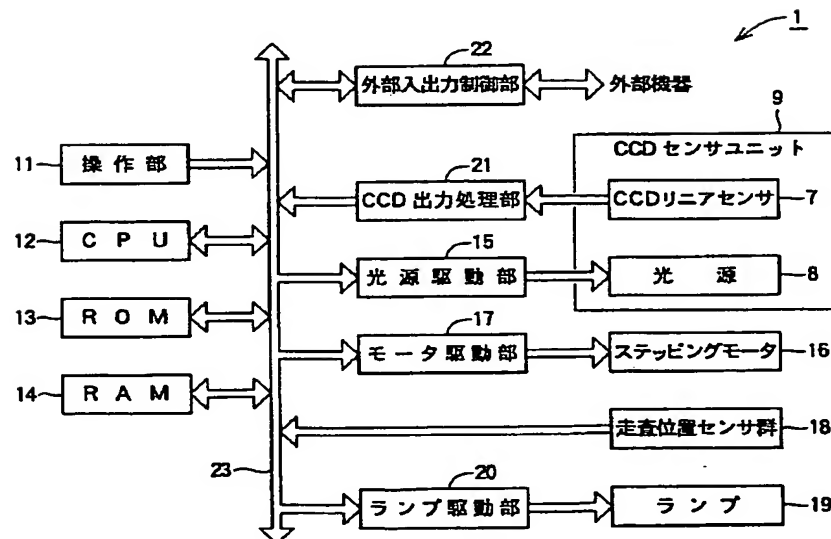 1
22
外部入出力制御部
外部機器
9
CCD センサユニット
11 操作部
21
CCD 出力処理部
CCDリニアセンサ 7
12 CPU
15
光源駆動部
光源 8
13 ROM
17
モータ駆動部
ステッピングモータ 16
14 RAM
走査位置センサ群 18
23
20
ランプ駆動部
ランプ 19